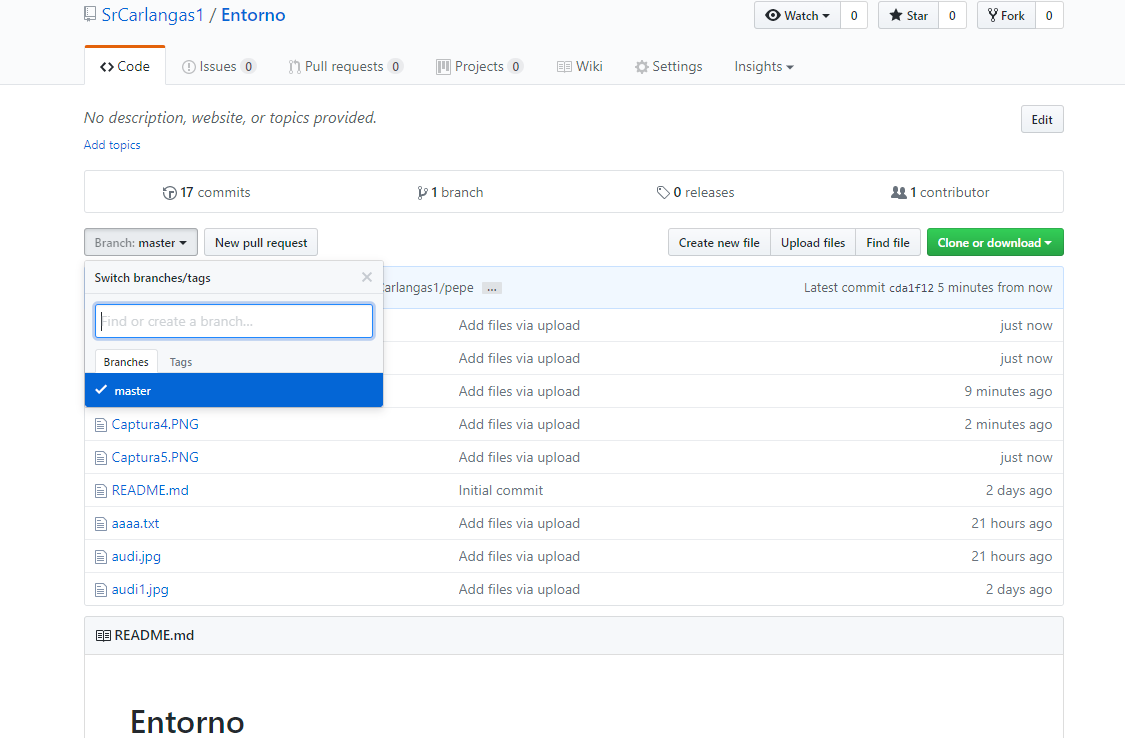 SrCarlangas1 / Entorno
Watch 0 Star 0 Fork 0
Code Issues 0 Pull requests 0 Projects 0 Wiki Settings Insights
No description, website, or topics provided.
Edit
Add topics
17 commits 1 branch 0 releases 1 contributor
Branch: master New pull request Create new file Upload files Find file Clone or download
Switch branches/tags
arlangas1/pepe ... Latest commit cda1f12 5 minutes from now
Find or create a branch...
Add files via upload just now
Branches Tags
Add files via upload just now
master
Add files via upload 9 minutes ago
Captura4.PNG Add files via upload 2 minutes ago
Captura5.PNG Add files via upload just now
README.md Initial commit 2 days ago
aaaa.txt Add files via upload 21 hours ago
audi.jpg Add files via upload 21 hours ago
audi1.jpg Add files via upload 2 days ago
README.md
Entorno